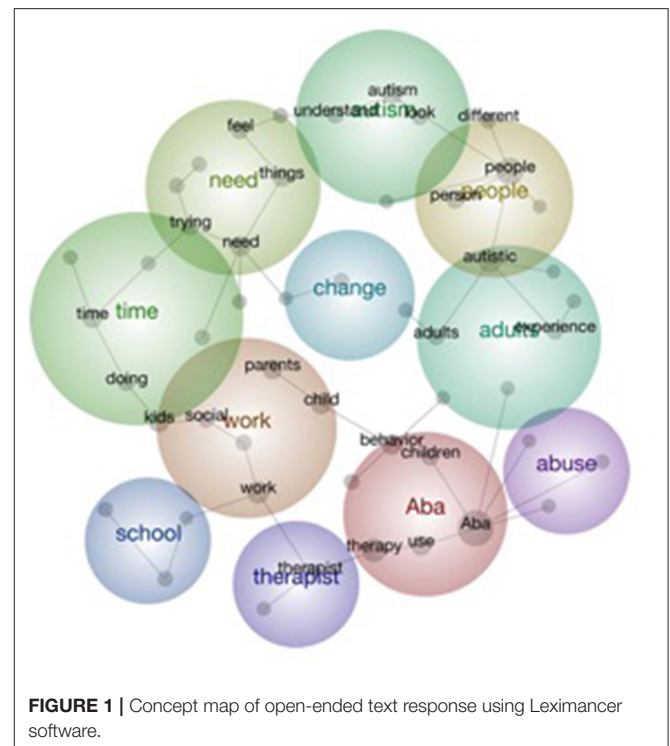 autism
understand autism look
different
feel
people
need things
person people
trying
need
autistic
change
time time
adults adults experience
doing
parents
child
kids social work
behavior
children
abuse
work
Aba
Aba
school
therapy use
therapist
therapist
FIGURE 1 | Concept map of open-ended text response using Leximancer
software.